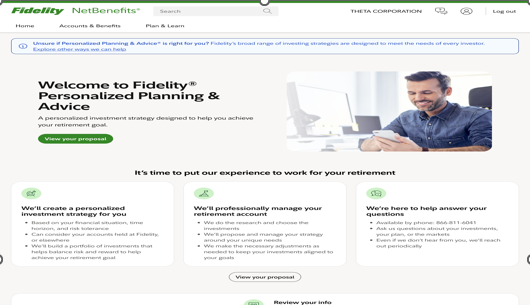 Fidelity NetBenefits®
Search
THETA CORPORATION
Log out
Home
Accounts & Benefits
Plan & Learn
Unsure if Personalized Planning & Advice® is right for you? Fidelity's broad range of investing strategies are designed to meet the needs of every investor.
Explore other ways we can help
Welcome to Fidelity®
Personalized Planning &
Advice
A personalized investment strategy designed to help you achieve
your retirement goal.
View your proposal
It's time to put our experience to work for your retirement
We'll create a personalized
investment strategy for you
• Based on your financial situation, time
horizon, and risk tolerance
• Can consider your accounts held at Fidelity,
or elsewhere
• We'll build a portfolio of investments that
helps balance risk and reward to help
achieve your retirement goal
We'll professionally manage your
retirement account
• We do the research and choose the
investments
• We'll propose and manage your strategy
around your unique needs
• We make the necessary adjustments as
needed to keep your investments aligned to
your goals
We're here to help answer your
questions
• Available by phone: 866-811-6041
• Ask us questions about your investments,
your plan, or the markets
• Even if we don't hear from you, we'll reach
out periodically
View your proposal
Review your info